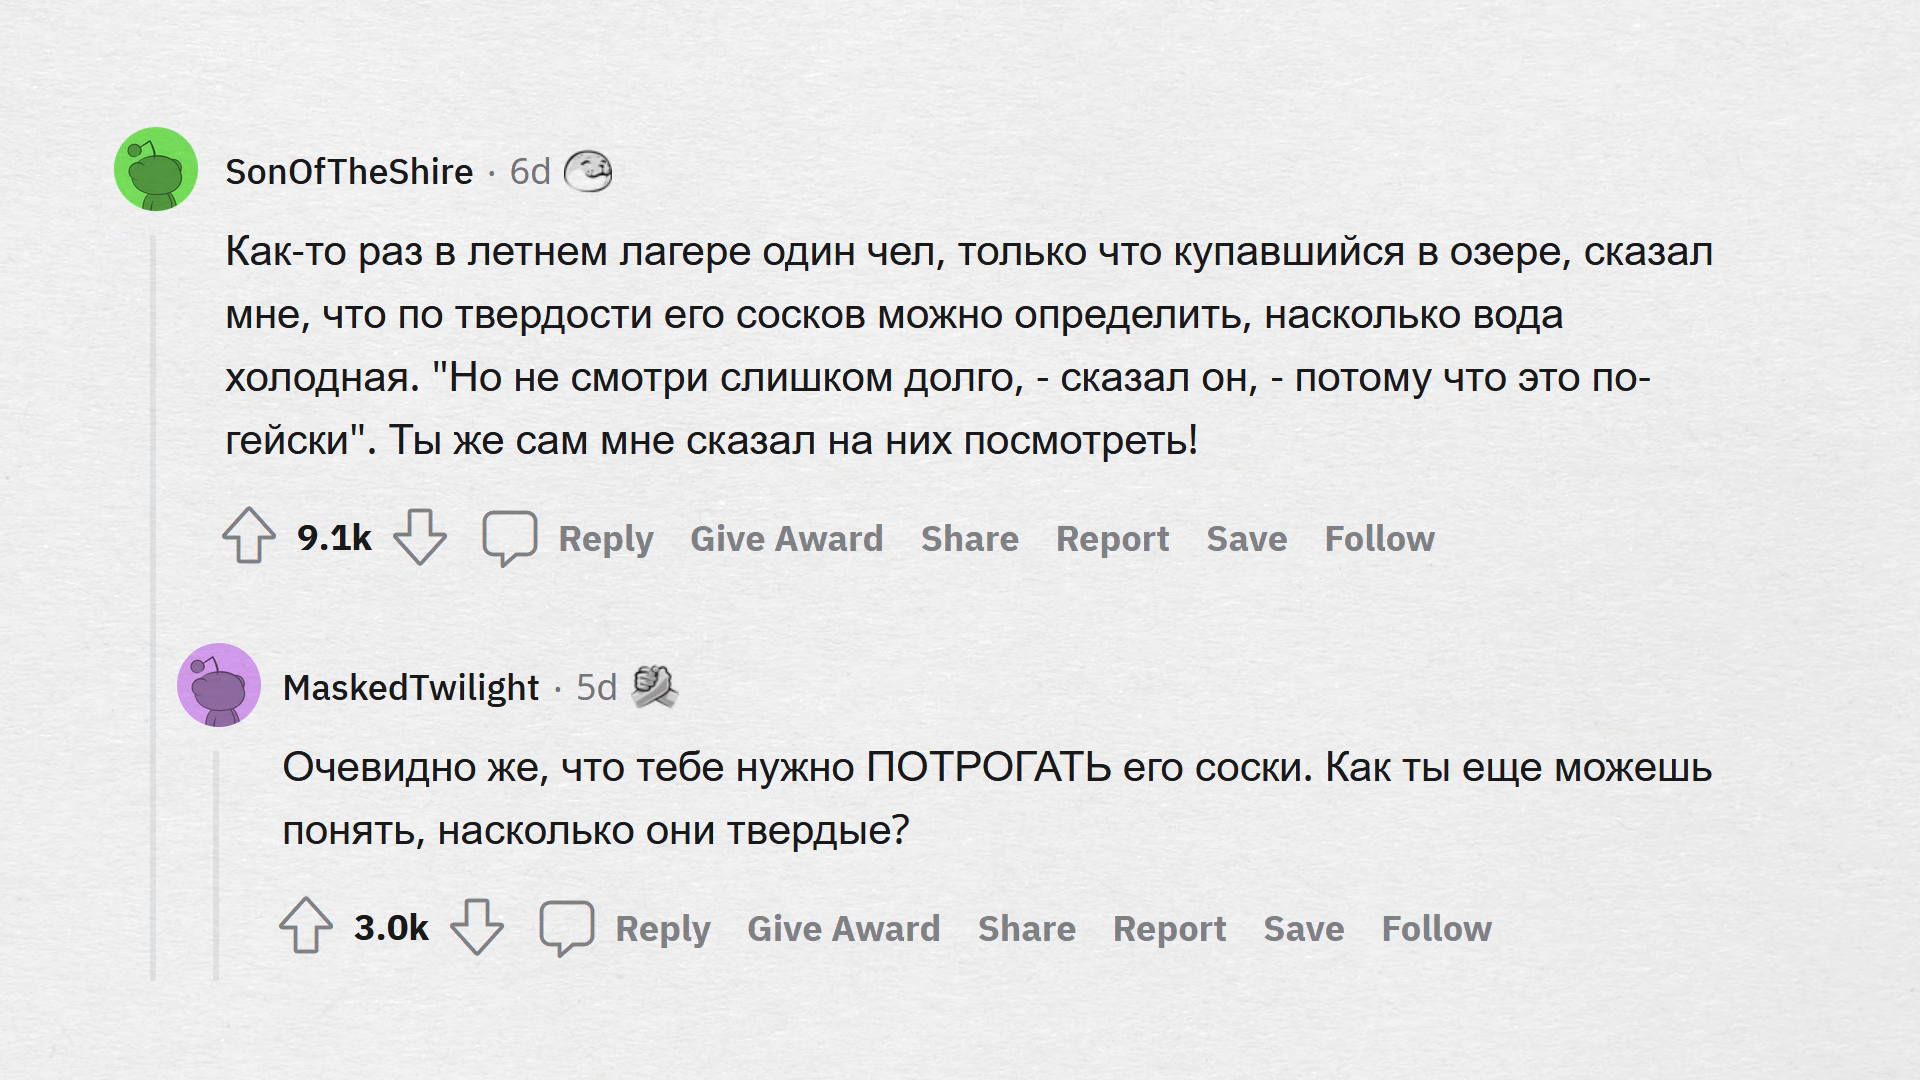 SonOfTheShire · 6d
Как-то раз в летнем лагере один чел, только что купавшийся в озере, сказал
мне, что по твердости его сосков можно определить, насколько вода
холодная. "Но не смотри слишком долго, - сказал он, - потому что это по-
гейски". Ты же сам мне сказал на них посмотреть!
9.1k Reply Give Award Share Report Save Follow
MaskedTwilight · 5d
Очевидно же, что тебе нужно ПОТРОГАТЬ его соски. Как ты еще можешь
понять, насколько они твердые?
3.0k Reply Give Award Share Report Save Follow